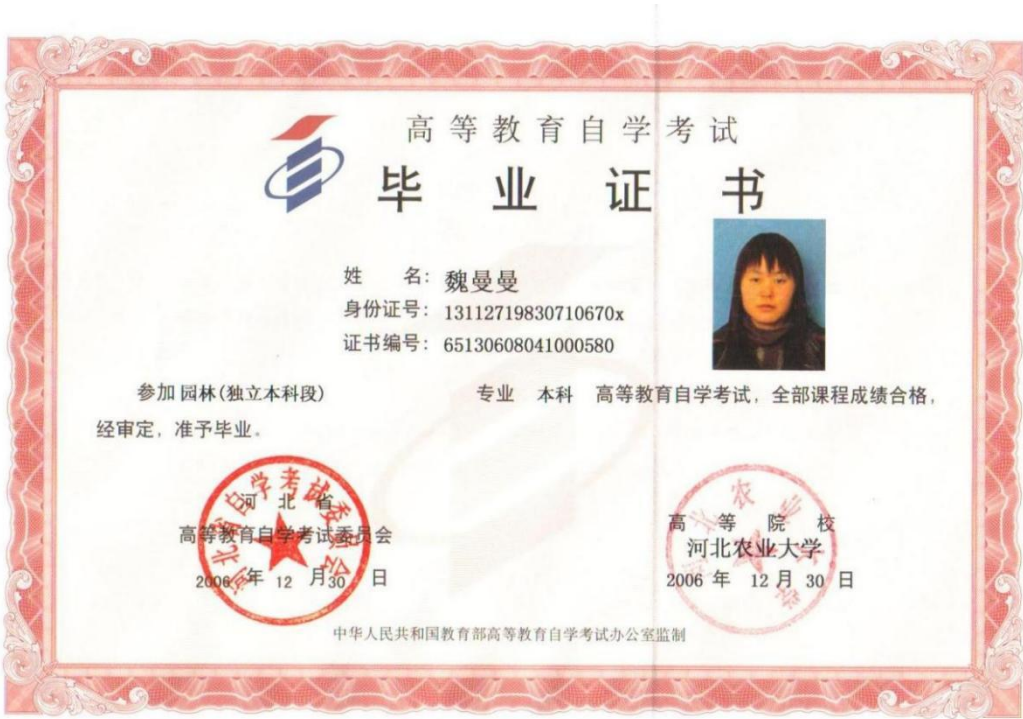 高等教育自学考试
毕业证书
姓 名：魏曼曼
身份证号：13112719830710670x
证书编号：65130608041000580
参加 园林(独立本科段) 专业 本科 高等教育自学考试，全部课程成绩合格，
经审定，准予毕业。
河北省
高等教育自学考试委员会
2006 年 12 月 30 日
高等院校
河北农业大学
2006 年 12 月 30 日
中华人民共和国教育部高等教育自学考试办公室监制